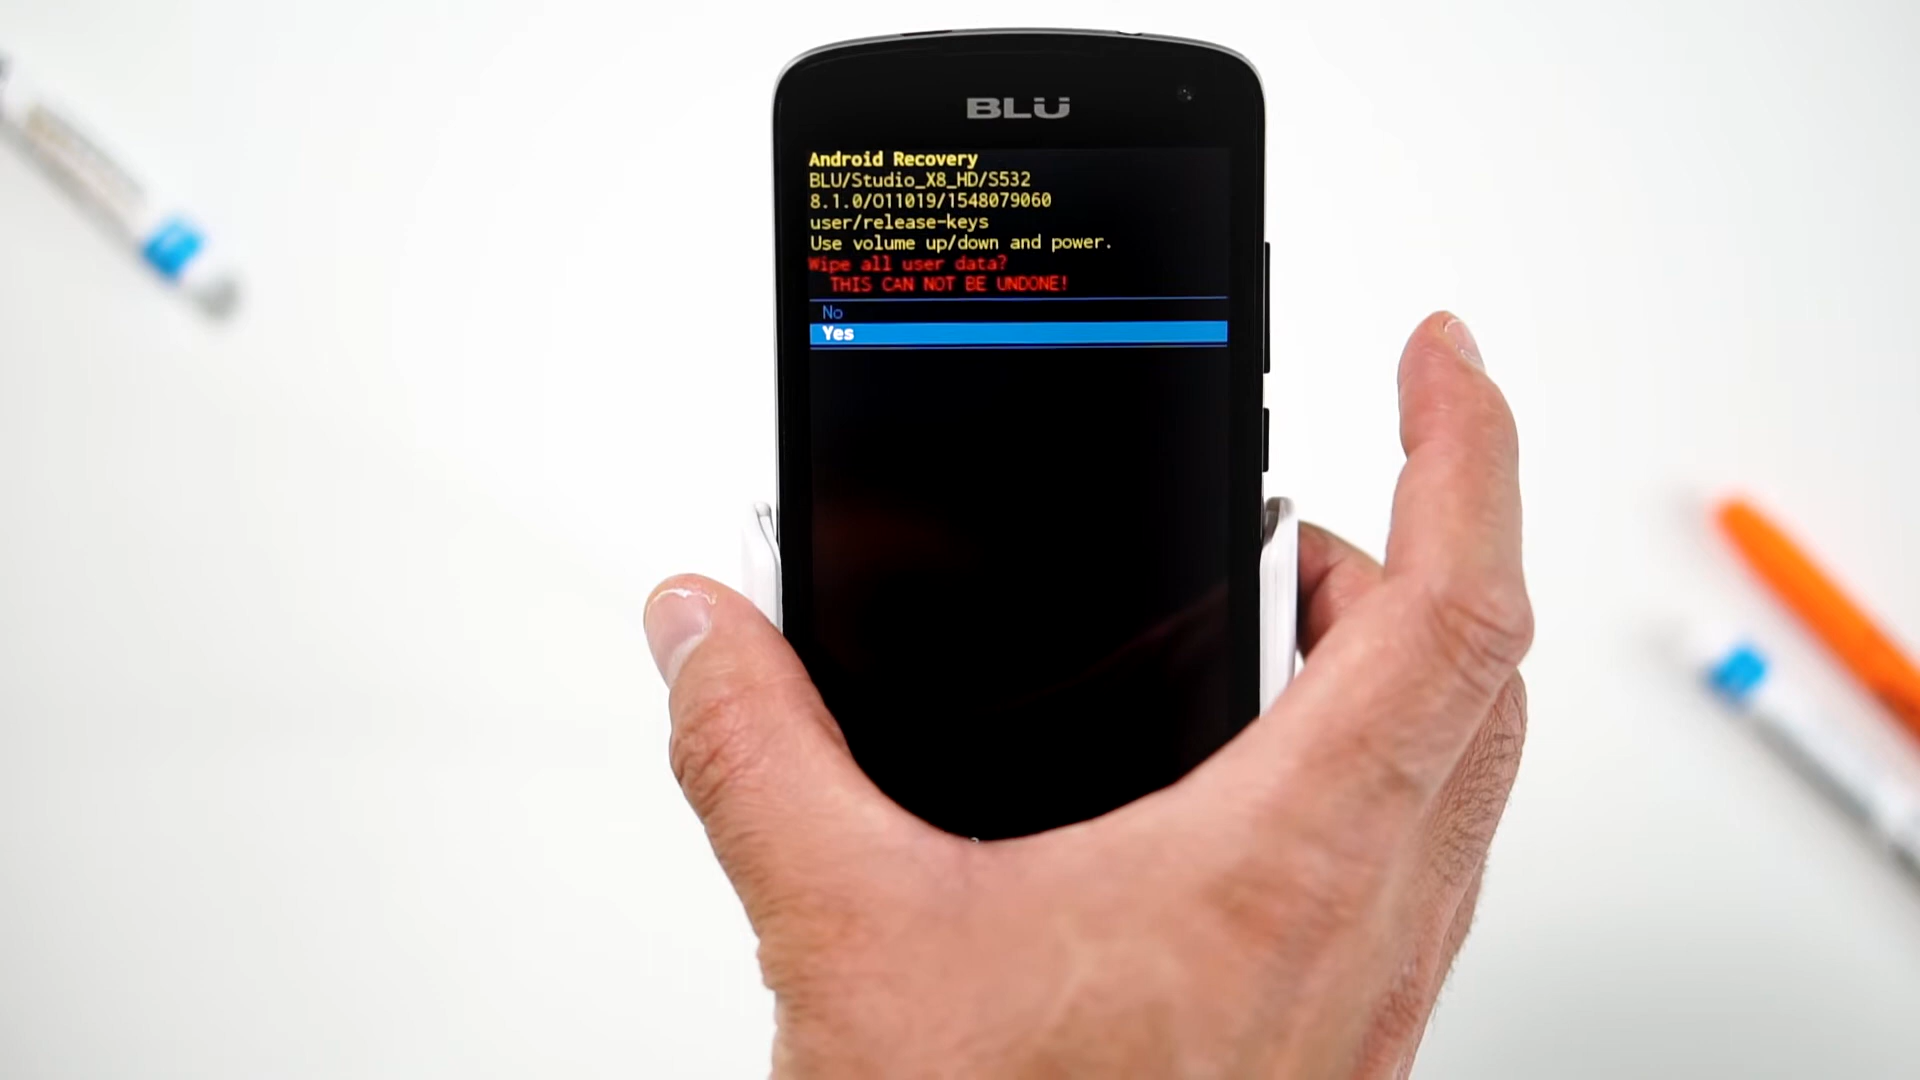 BLU
Android Recovery
BLU/Studio_X8_HD/S532
8.1.0/O11019/1548079060
user/release-keys
Use volume up/down and power.
Wipe all user data?
THIS CAN NOT BE UNDONE!
No
Yes